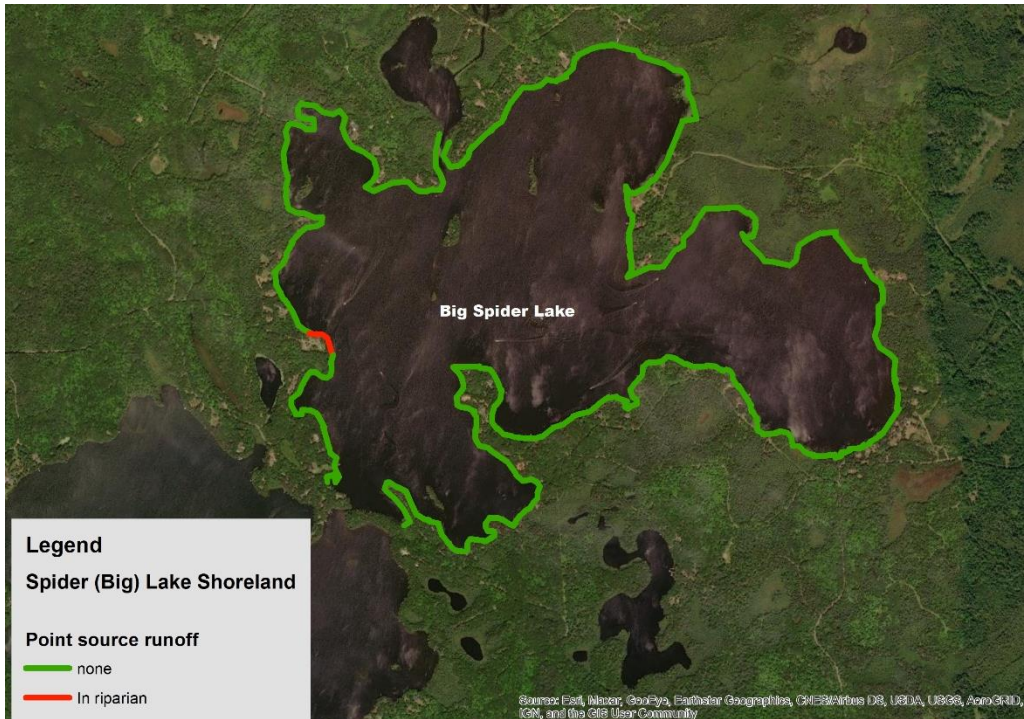 Big Spider Lake
Legend
Spider (Big) Lake Shoreland
Point source runoff
none
In riparian
Source: Esri, Maxar, GeoEye, Earthstar Geographics, CNES/Airbus DS, USDA, USGS, AeroGRID,
IGN, and the GIS User Community